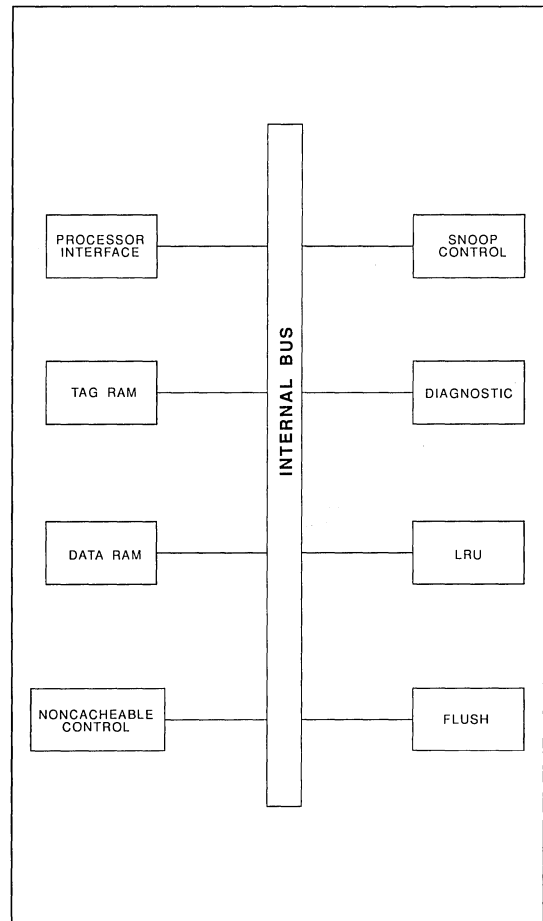 PROCESSOR
INTERFACE
TAG RAM
DATA RAM
NONCACHEABLE
CONTROL
INTERNAL BUS
SNOOP
CONTROL
DIAGNOSTIC
LRU
FLUSH